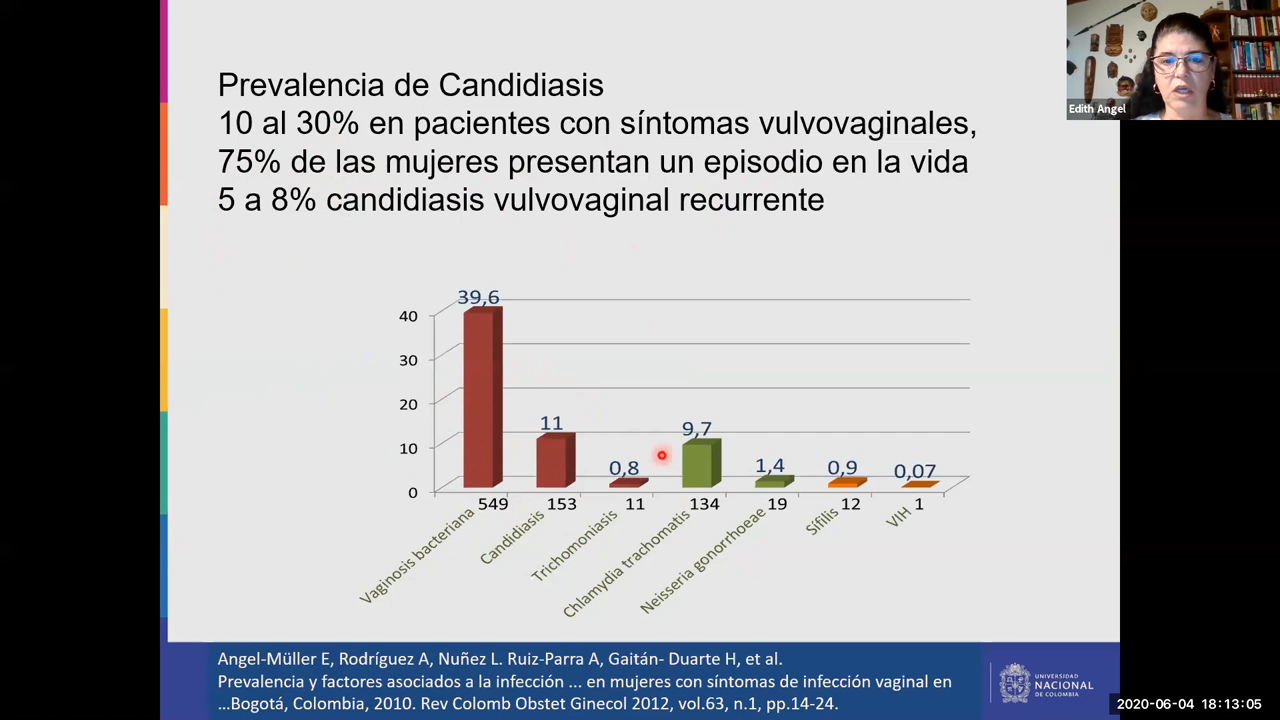 Prevalencia de Candidiasis
10 al 30% en pacientes con síntomas vulvovaginales,
75% de las mujeres presentan un episodio en la vida
5 a 8% candidiasis vulvovaginal recurrente
Edith Angel
39,6
11
0,8
9,7
1,4
0,9
0,07
40
30
20
10
0
549
153
11
134
19
12
1
Vaginosis bacteriana
Candidiasis
Trichomoniasis
Chlamydia trachomatis
Neisseria gonorrhoeae
Sífilis
VIH
Angel-Müller E, Rodríguez A, Nuñez L. Ruiz-Parra A, Gaitán- Duarte H, et al.
Prevalencia y factores asociados a la infección ... en mujeres con síntomas de infección vaginal en
...Bogotá, Colombia, 2010. Rev Colomb Obstet Ginecol 2012, vol.63, n.1, pp.14-24.
UNIVERSIDAD
NACIONAL
DE COLOMBIA
2020-06-04 18:13:05